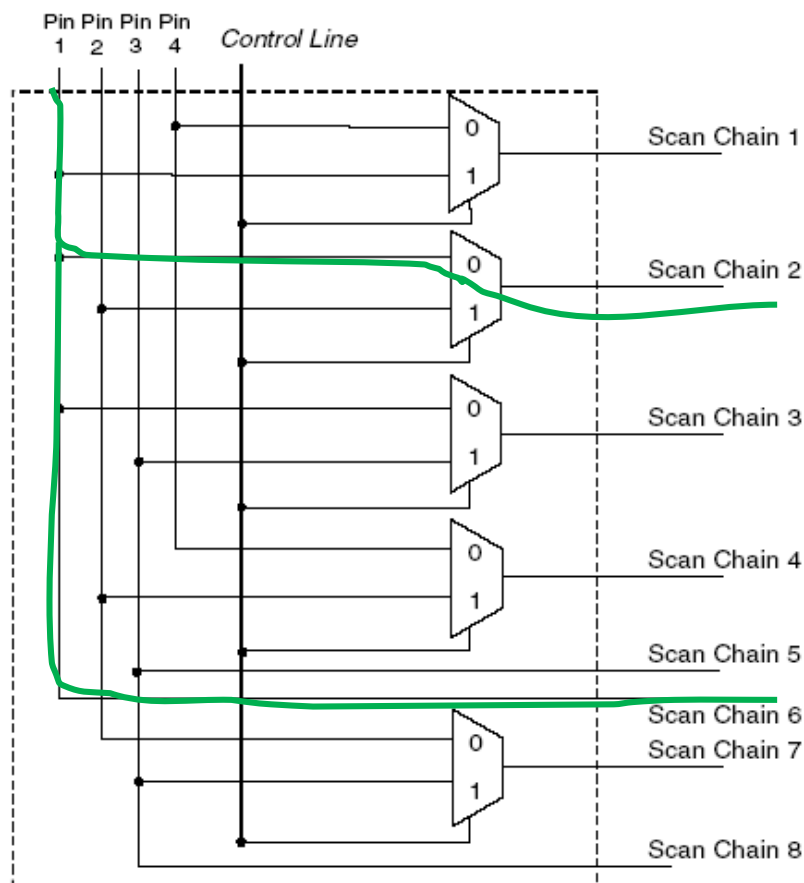 Pin Pin Pin Pin
1 2 3 4
Control Line
0
Scan Chain 1
1
0
Scan Chain 2
1
0
Scan Chain 3
1
0
Scan Chain 4
1
Scan Chain 5
Scan Chain 6
0
Scan Chain 7
1
Scan Chain 8